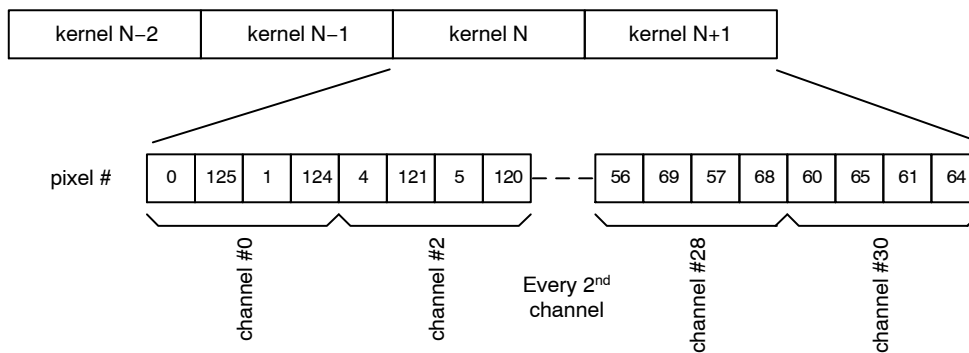 kernel N−2 kernel N−1 kernel N kernel N+1
pixel # 0 125 1 124 4 121 5 120 56 69 57 68 60 65 61 64
channel #0 channel #2 channel #28 channel #30
Every 2nd
channel